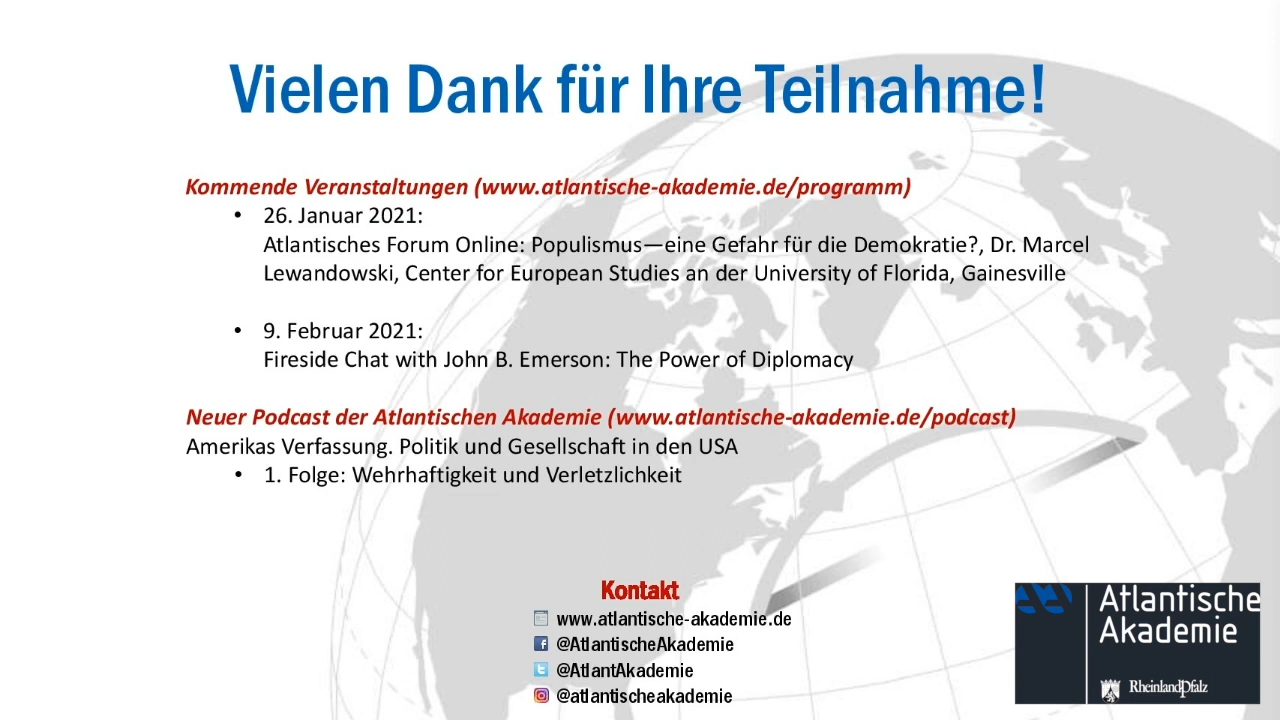 Vielen Dank für Ihre Teilnahme!
Kommende Veranstaltungen (www.atlantische-akademie.de/programm)
• 26. Januar 2021:
Atlantisches Forum Online: Populismus—eine Gefahr für die Demokratie?, Dr. Marcel
Lewandowski, Center for European Studies an der University of Florida, Gainesville
• 9. Februar 2021:
Fireside Chat with John B. Emerson: The Power of Diplomacy
Neuer Podcast der Atlantischen Akademie (www.atlantische-akademie.de/podcast)
Amerikas Verfassung. Politik und Gesellschaft in den USA
• 1. Folge: Wehrhaftigkeit und Verletzlichkeit
Kontakt
www.atlantische-akademie.de
@AtlantischeAkademie
@AtlantAkademie
@atlantischeakademie
Atlantische
Akademie
RheinlandPfalz